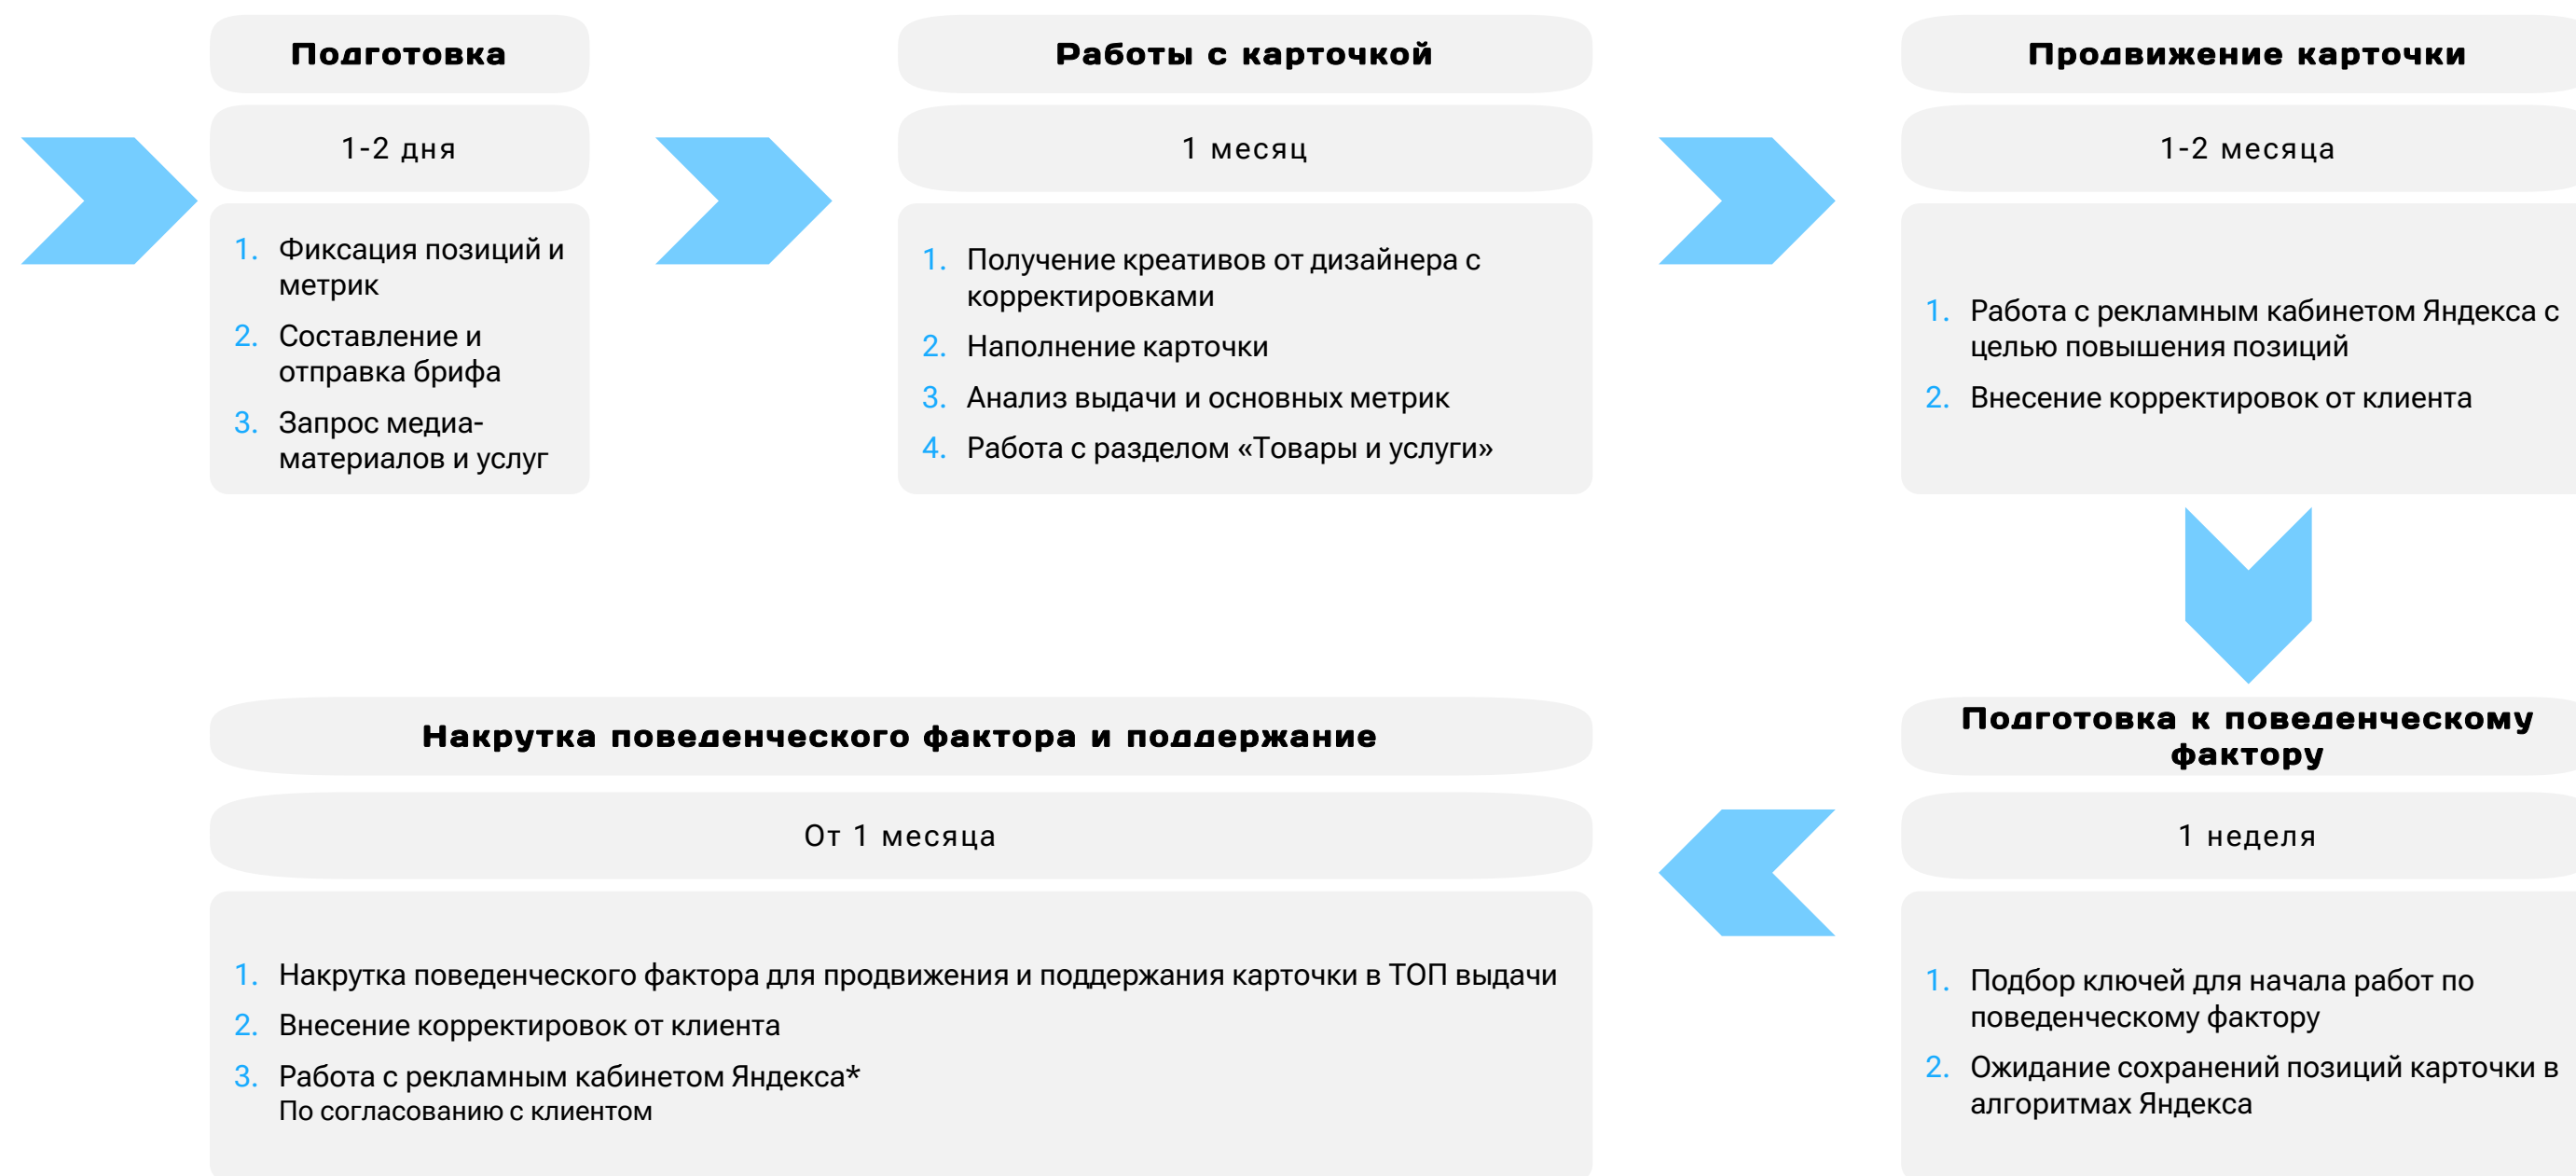 Подготовка
1-2 дня
1. Фиксация позиций и
метрик
2. Составление и
отправка брифа
3. Запрос медиа-
материалов и услуг
Работы с карточкой
1 месяц
1. Получение креативов от дизайнера с
корректировками
2. Наполнение карточки
3. Анализ выдачи и основных метрик
4. Работа с разделом «Товары и услуги»
Продвижение карточки
1-2 месяца
1. Работа с рекламным кабинетом Яндекса с
целью повышения позиций
2. Внесение корректировок от клиента
Подготовка к поведенческому
фактору
1 неделя
1. Подбор ключей для начала работ по
поведенческому фактору
2. Ожидание сохранений позиций карточки в
алгоритмах Яндекса
Накрутка поведенческого фактора и поддержание
От 1 месяца
1. Накрутка поведенческого фактора для продвижения и поддержания карточки в ТОП выдачи
2. Внесение корректировок от клиента
3. Работа с рекламным кабинетом Яндекса*
По согласованию с клиентом